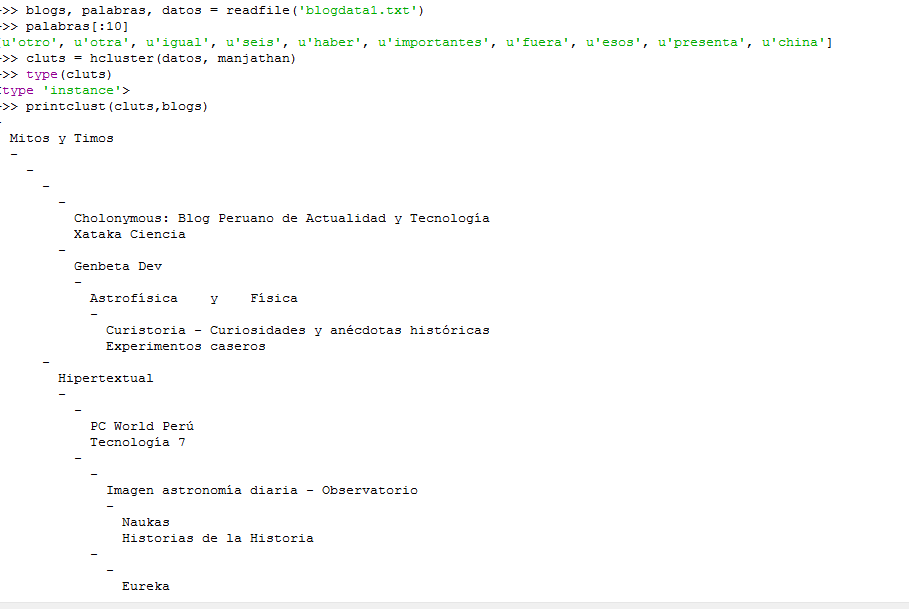 >> blogs, palabras, datos = readfile('blogdata1.txt')
>> palabras[:10]
u'otro', u'otra', u'igual', u'seis', u'haber', u'importantes', u'fuera', u'esos', u'presenta', u'china']
>> cluts = hcluster(datos, manjathan)
>> type(cluts)
type 'instance'>
>> printclust(cluts,blogs)
-
Mitos y Timos
-
-
-
-
Cholonymous: Blog Peruano de Actualidad y Tecnología
Xataka Ciencia
-
Genbeta Dev
-
Astrofísica    y    Física
-
Curistoria - Curiosidades y anécdotas históricas
Experimentos caseros
-
Hipertextual
-
-
PC World Perú
Tecnología 7
-
-
Imagen astronomía diaria - Observatorio
-
Naukas
Historias de la Historia
-
-
Eureka